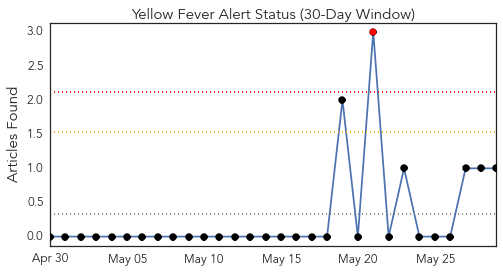 Yellow Fever Alert Status (30-Day Window)
Articles Found
3.0
2.5
2.0
1.5
1.0
0.5
0.0
Apr 30
May 05
May 10
May 15
May 20
May 25